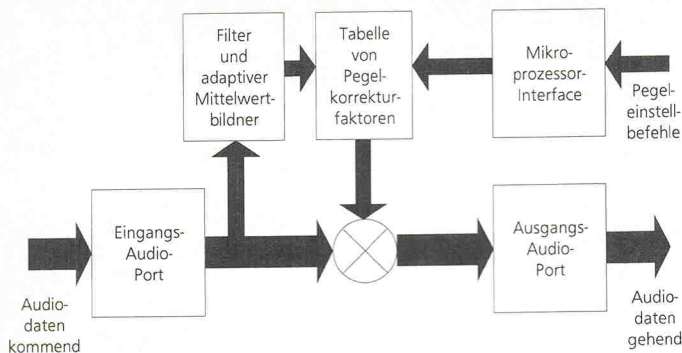 Filter
und
adaptiver
Mittelwert-
bildner
Tabelle
von
Pegel-
korrektur-
faktoren
Mikro-
prozessor-
Interface
Pegel-
einstell-
befehle
Eingangs-
Audio-
Port
Ausgangs-
Audio-
Port
Audio-
daten
kommend
Audio-
daten
gehend